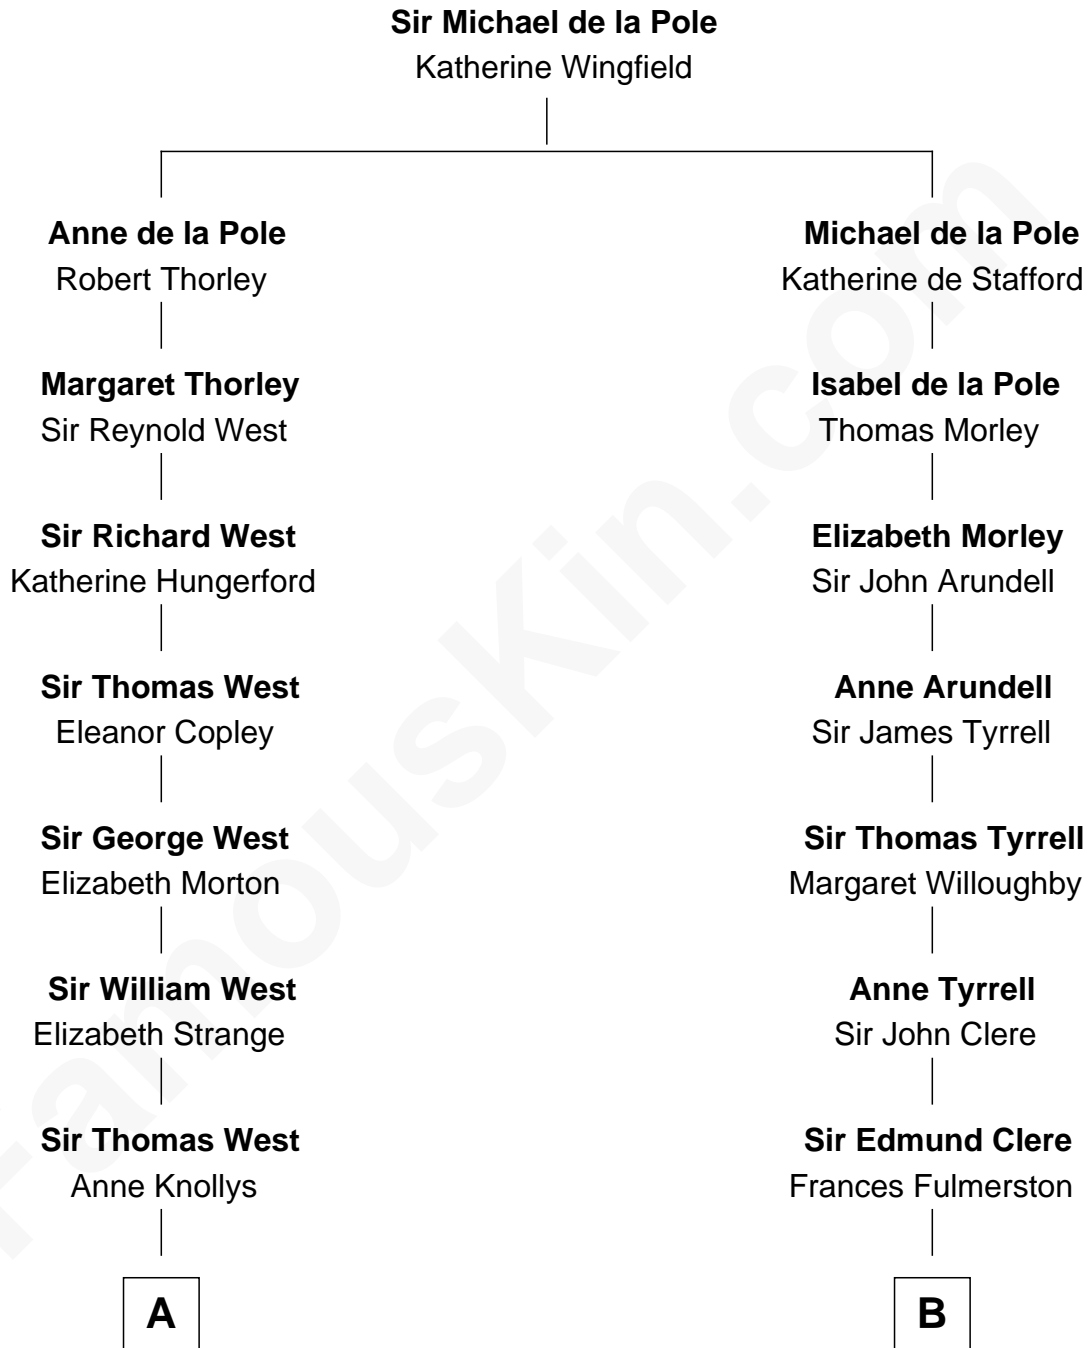 Sir Michael de la Pole
Katherine Wingfield
Anne de la Pole
Robert Thorley
Margaret Thorley
Sir Reynold West
Sir Richard West
Katherine Hungerford
Sir Thomas West
Eleanor Copley
Sir George West
Elizabeth Morton
Sir William West
Elizabeth Strange
Sir Thomas West
Anne Knollys
A
Michael de la Pole
Katherine de Stafford
Isabel de la Pole
Thomas Morley
Elizabeth Morley
Sir John Arundell
Anne Arundell
Sir James Tyrrell
Sir Thomas Tyrrell
Margaret Willoughby
Anne Tyrrell
Sir John Clere
Sir Edmund Clere
Frances Fulmerston
B
FamousKin.com